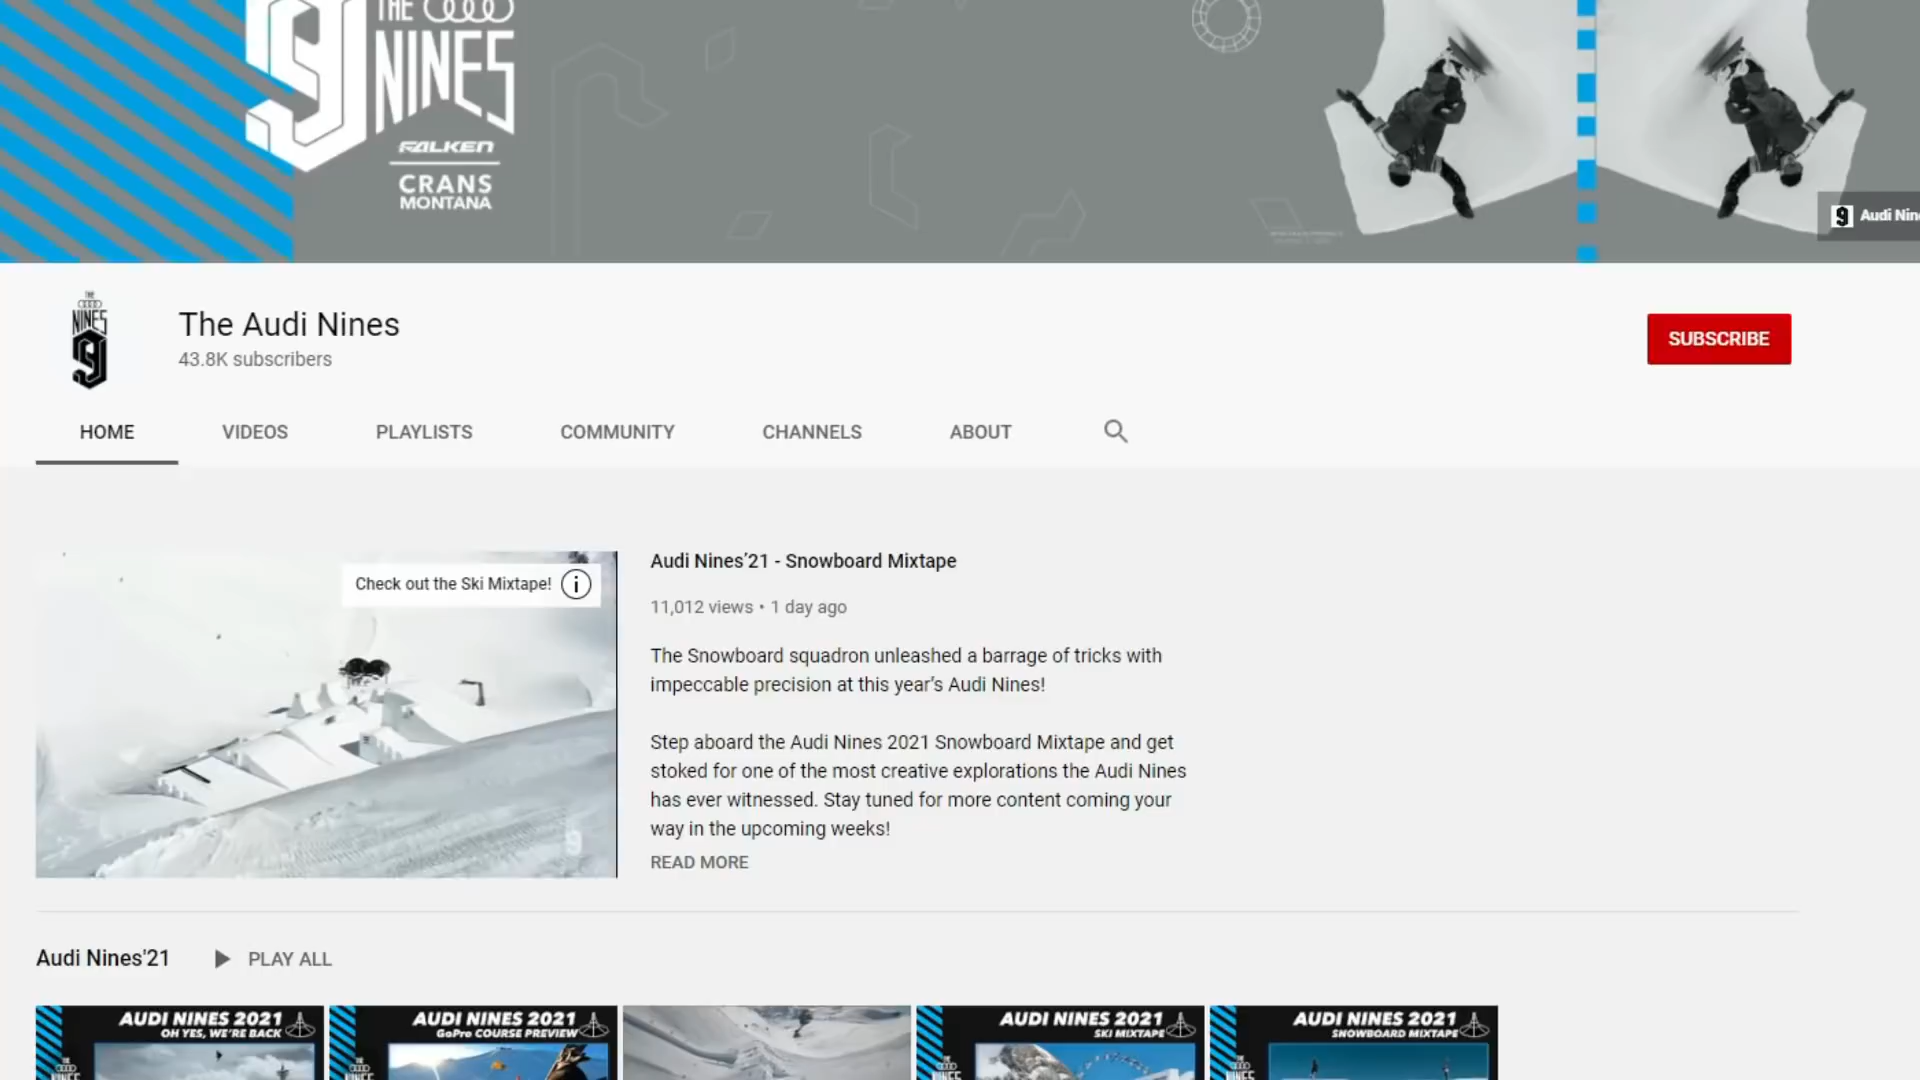 THE
NINES
FALKEN
CRANS
MONTANA
9 Audi Nin
THE
NINES
9
The Audi Nines
43.8K subscribers
SUBSCRIBE
HOME VIDEOS PLAYLISTS COMMUNITY CHANNELS ABOUT
Check out the Ski Mixtape!
Audi Nines'21 - Snowboard Mixtape
11,012 views • 1 day ago
The Snowboard squadron unleashed a barrage of tricks with
impeccable precision at this year's Audi Nines!
Step aboard the Audi Nines 2021 Snowboard Mixtape and get
stoked for one of the most creative explorations the Audi Nines
has ever witnessed. Stay tuned for more content coming your
way in the upcoming weeks!
READ MORE
Audi Nines'21 PLAY ALL
AUDI NINES 2021
OH YES, WE'RE BACK
AUDI NINES 2021
GoPro COURSE PREVIEW
AUDI NINES 2021
SKI MIXTAPE
AUDI NINES 2021
SNOWBOARD MIXTAPE